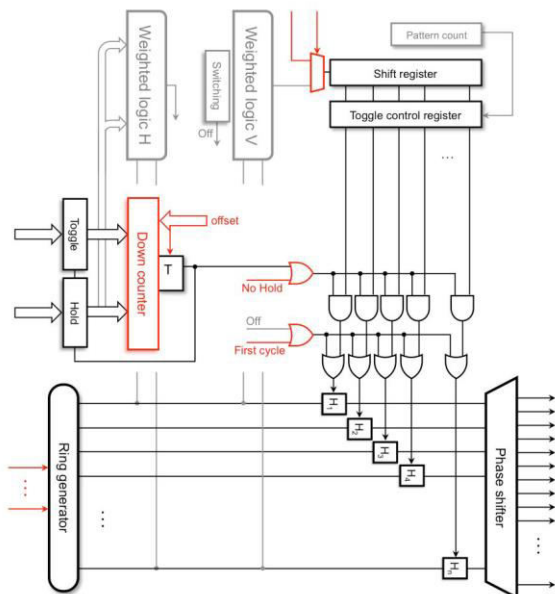 Weighted logic H
Switching
Off
Weighted logic V
Pattern count
Shift register
Toggle control register
...
Toggle
Hold
Down counter
offset
T
No Hold
Off
First cycle
H1
H2
H3
H4
Hn
Ring generator
...
...
Phase shifter
....